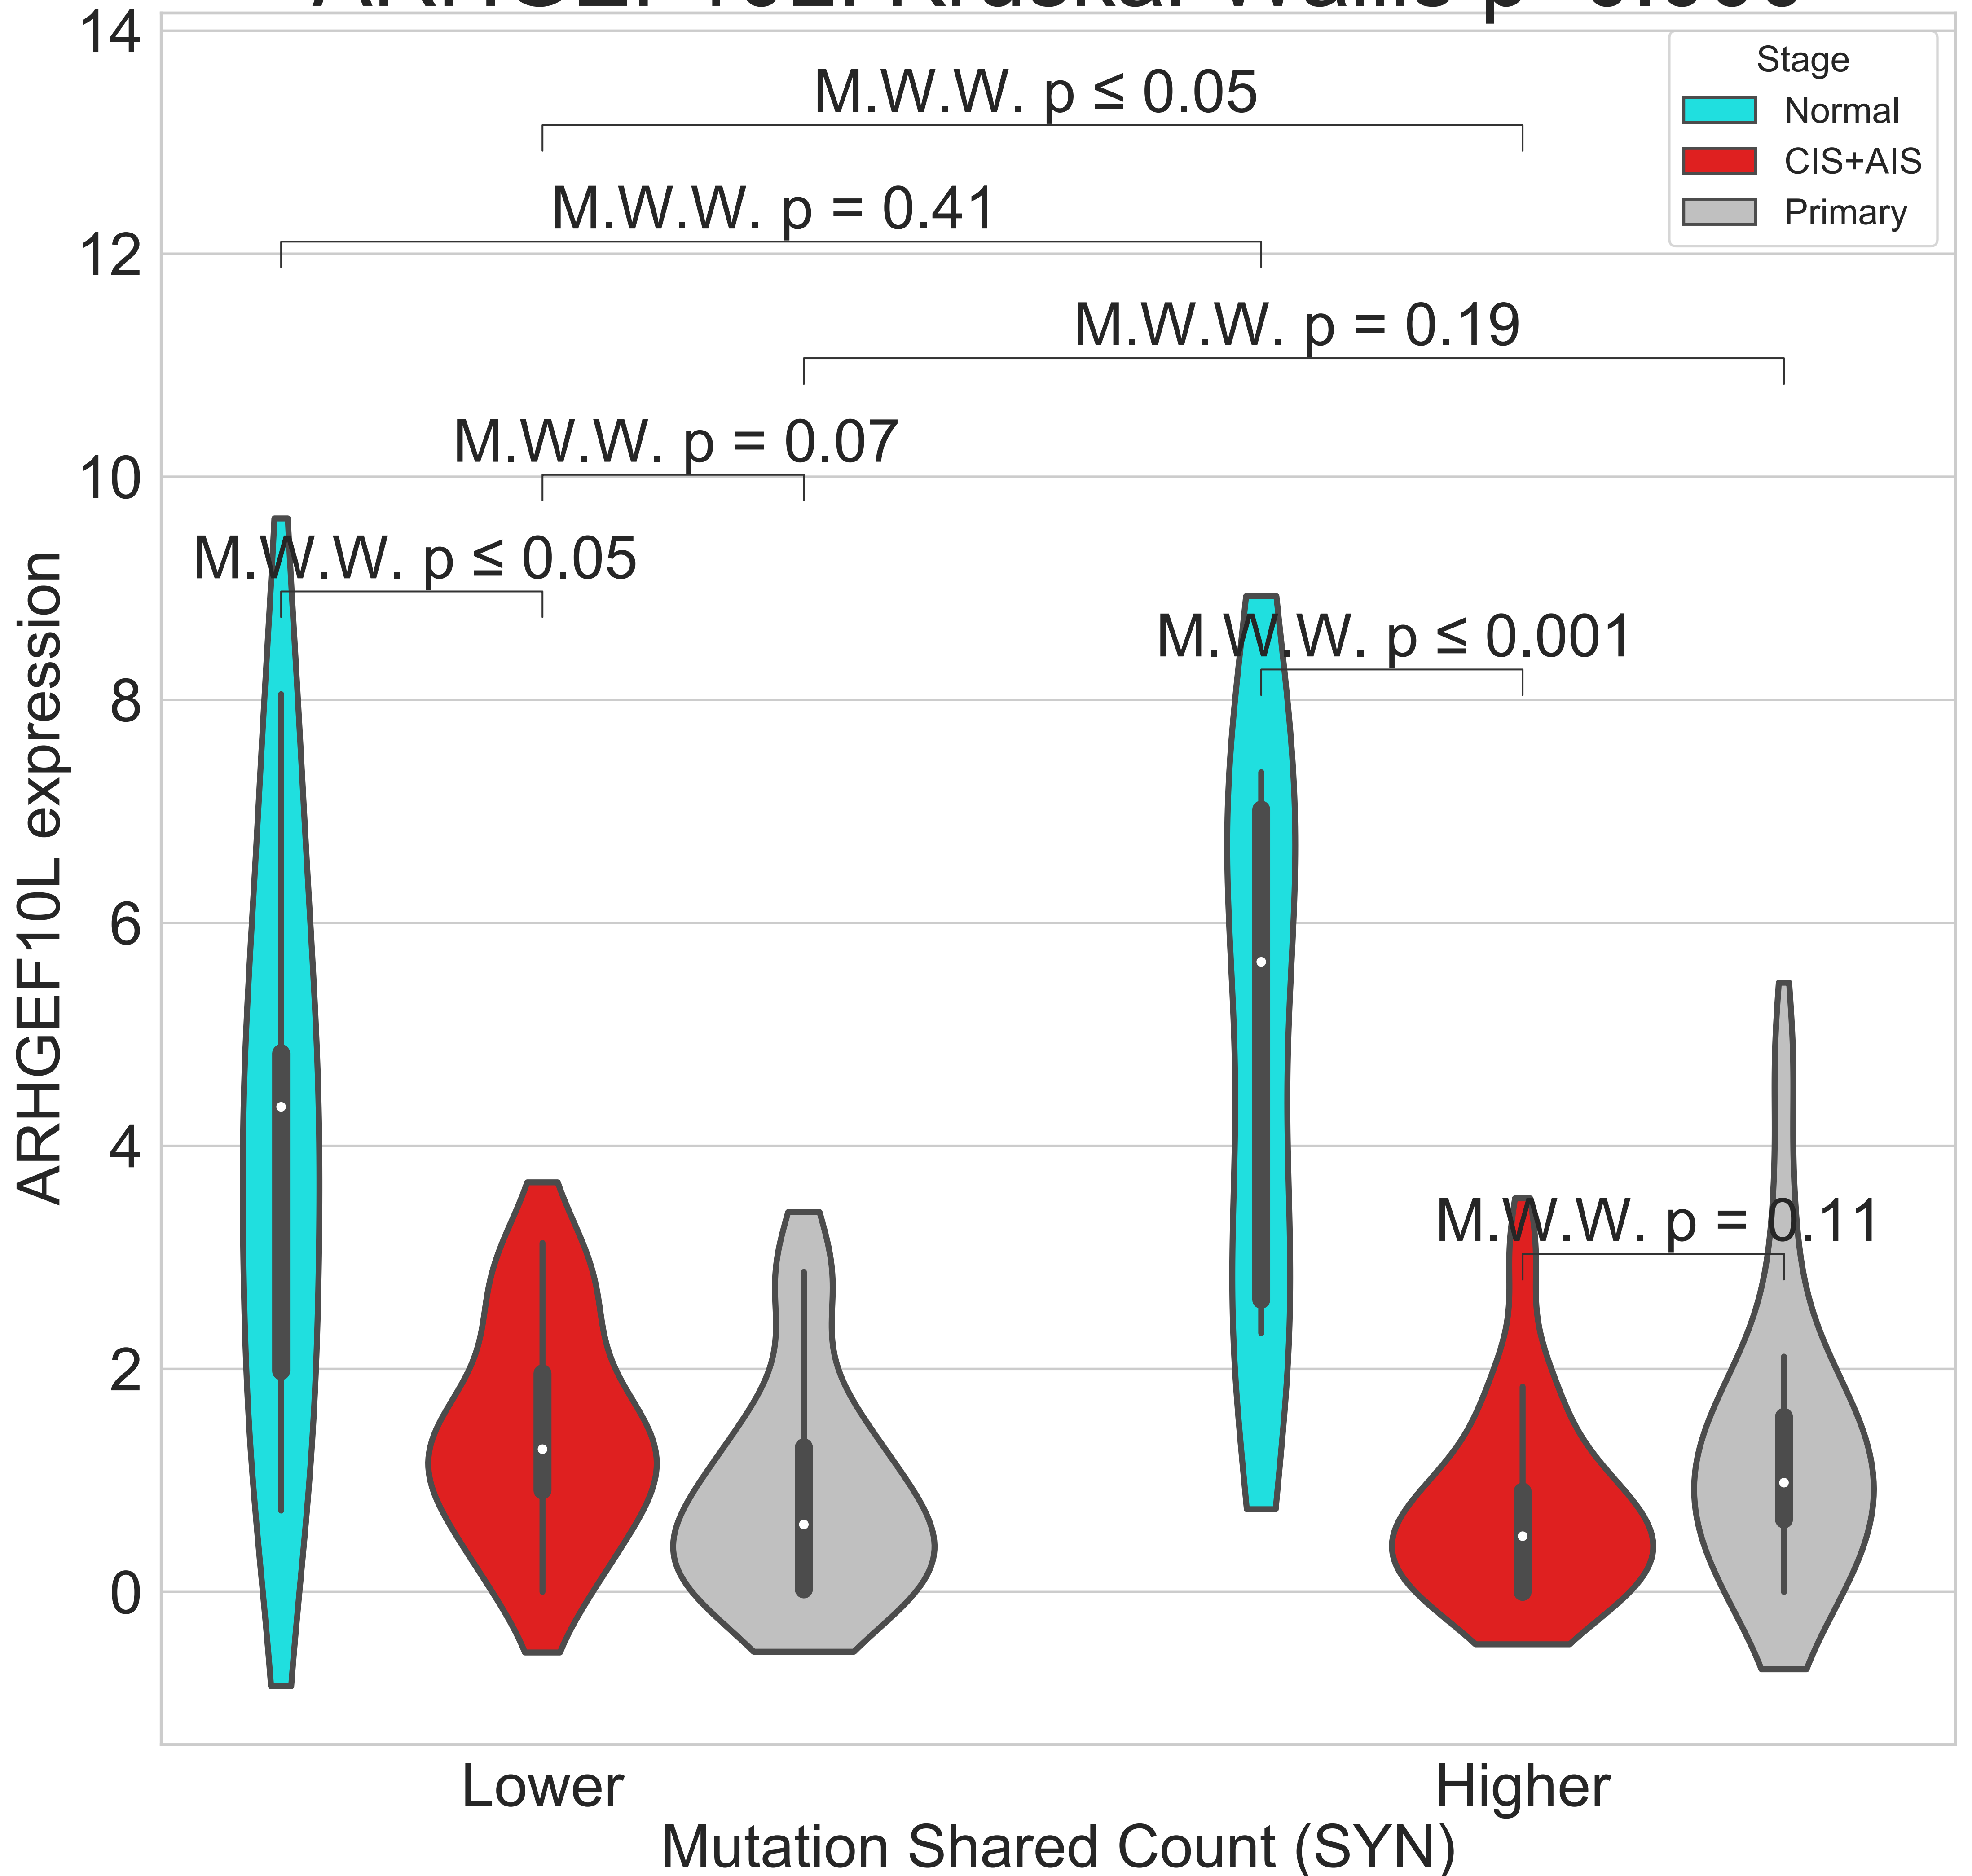 14
M.W.W. p ≤ 0.05
Stage
Normal
CIS+AIS
Primary
M.W.W. p = 0.41
12
M.W.W. p = 0.19
M.W.W. p = 0.07
10
M.W.W. p ≤ 0.05
M.W.W. p ≤ 0.001
8
ARHGEF10L expression
6
4
M.W.W. p = 0.11
2
0
Lower
Higher
Mutation Shared Count (SYN)